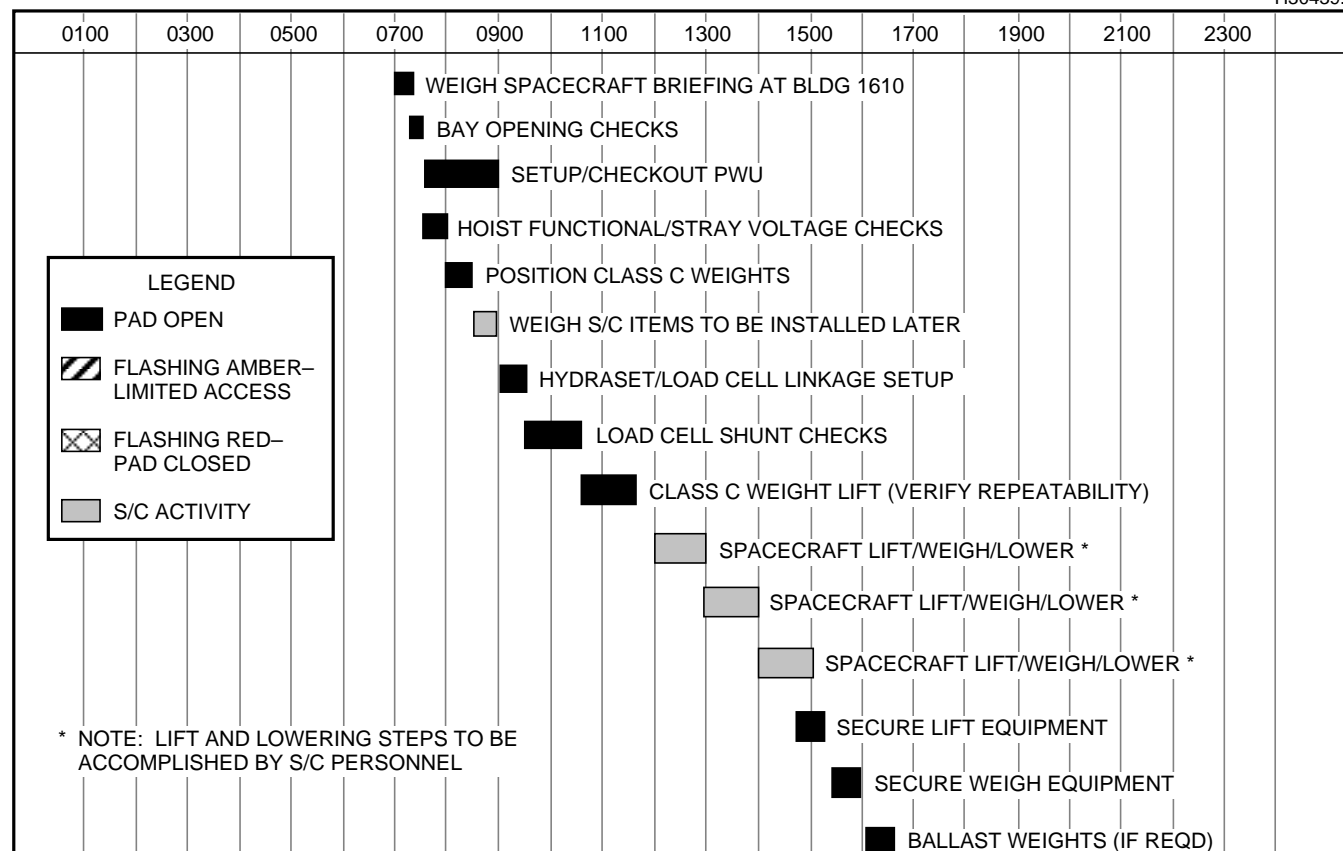 0100 0300 0500 0700 0900 1100 1300 1500 1700 1900 2100 2300
WEIGH SPACECRAFT BRIEFING AT BLDG 1610
BAY OPENING CHECKS
SETUP/CHECKOUT PWU
HOIST FUNCTIONAL/STRAY VOLTAGE CHECKS
POSITION CLASS C WEIGHTS
WEIGH S/C ITEMS TO BE INSTALLED LATER
HYDRASET/LOAD CELL LINKAGE SETUP
LOAD CELL SHUNT CHECKS
CLASS C WEIGHT LIFT (VERIFY REPEATABILITY)
SPACECRAFT LIFT/WEIGH/LOWER *
SPACECRAFT LIFT/WEIGH/LOWER *
SPACECRAFT LIFT/WEIGH/LOWER *
SECURE LIFT EQUIPMENT
SECURE WEIGH EQUIPMENT
BALLAST WEIGHTS (IF REQD)
LEGEND
PAD OPEN
FLASHING AMBER–
LIMITED ACCESS
FLASHING RED–
PAD CLOSED
S/C ACTIVITY
* NOTE: LIFT AND LOWERING STEPS TO BE
ACCOMPLISHED BY S/C PERSONNEL